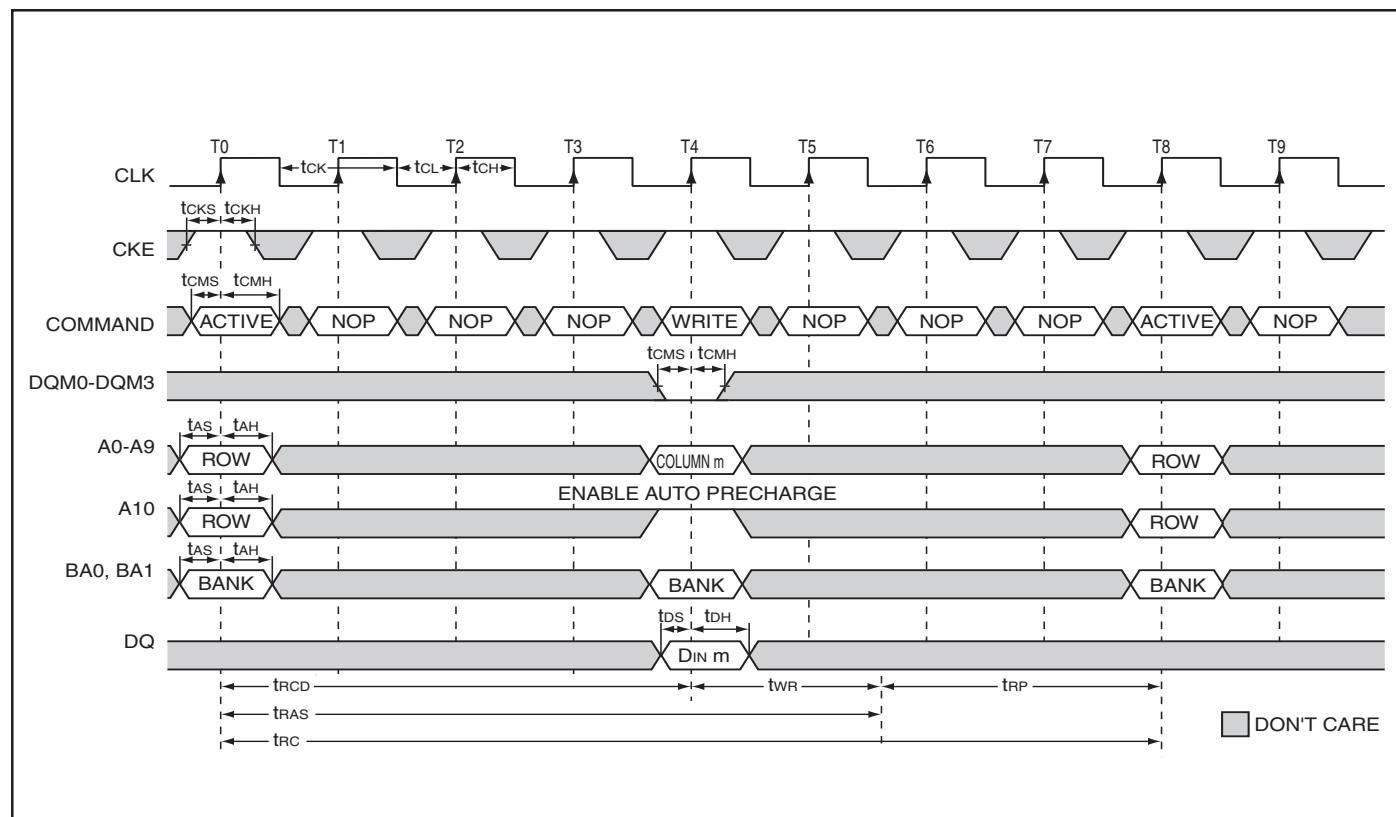 T0 T1 T2 T3 T4 T5 T6 T7 T8 T9
CLK tCK tCL tCH
tCKS tCKH
CKE
tCMS tCMH
COMMAND ACTIVE NOP NOP NOP WRITE NOP NOP NOP ACTIVE NOP
tCMS tCMH
DQM0-DQM3
tAS tAH
A0-A9 ROW COLUMN m ROW
tAS tAH ENABLE AUTO PRECHARGE
A10 ROW ROW
tAS tAH
BA0, BA1 BANK BANK BANK
tDS tDH
DQ DIN m
tRCD tWR tRP
tRAS
DON'T CARE
tRC